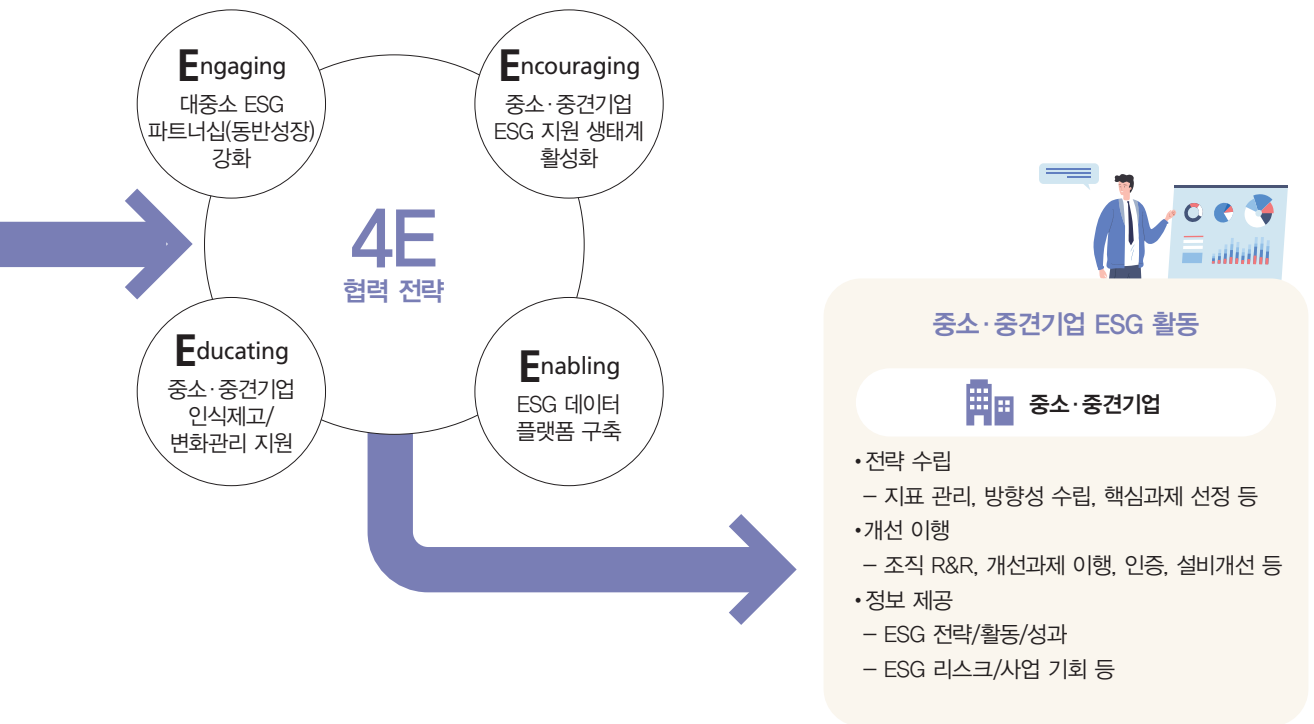 Engaging
대중소 ESG
파트너십(동반성장)
강화
Encouraging
중소·중견기업
ESG 지원 생태계
활성화
4E
협력 전략
Educating
중소·중견기업
인식제고/
변화관리 지원
Enabling
ESG 데이터
플랫폼 구축
중소·중견기업 ESG 활동
중소·중견기업
•전략 수립
– 지표 관리, 방향성 수립, 핵심과제 선정 등
•개선 이행
– 조직 R&R, 개선과제 이행, 인증, 설비개선 등
•정보 제공
– ESG 전략/활동/성과
– ESG 리스크/사업 기회 등